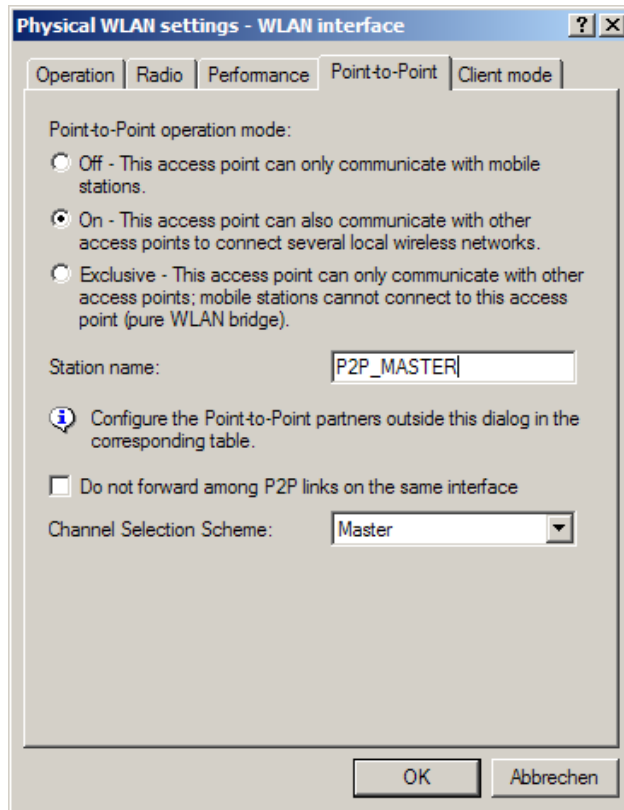 Physical WLAN settings - WLAN interface
Operation Radio Performance Point-to-Point Client mode
Point-to-Point operation mode:
Off - This access point can only communicate with mobile
stations.
On - This access point can also communicate with other
access points to connect several local wireless networks.
Exclusive - This access point can only communicate with other
access points; mobile stations cannot connect to this access
point (pure WLAN bridge).
Station name: P2P_MASTER
Configure the Point-to-Point partners outside this dialog in the
corresponding table.
Do not forward among P2P links on the same interface
Channel Selection Scheme: Master
OK Abbrechen